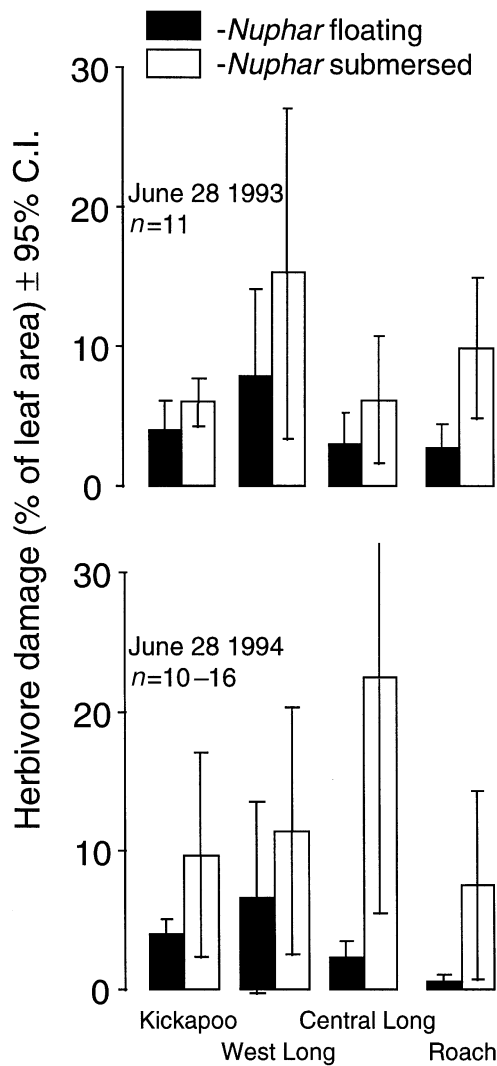 -Nuphar floating
-Nuphar submersed
Herbivore damage (% of leaf area) ± 95% C.I.
30
June 28 1993
20
n=11
10
0
30
June 28 1994
n=10–16
20
10
0
Kickapoo Central Long
West Long Roach